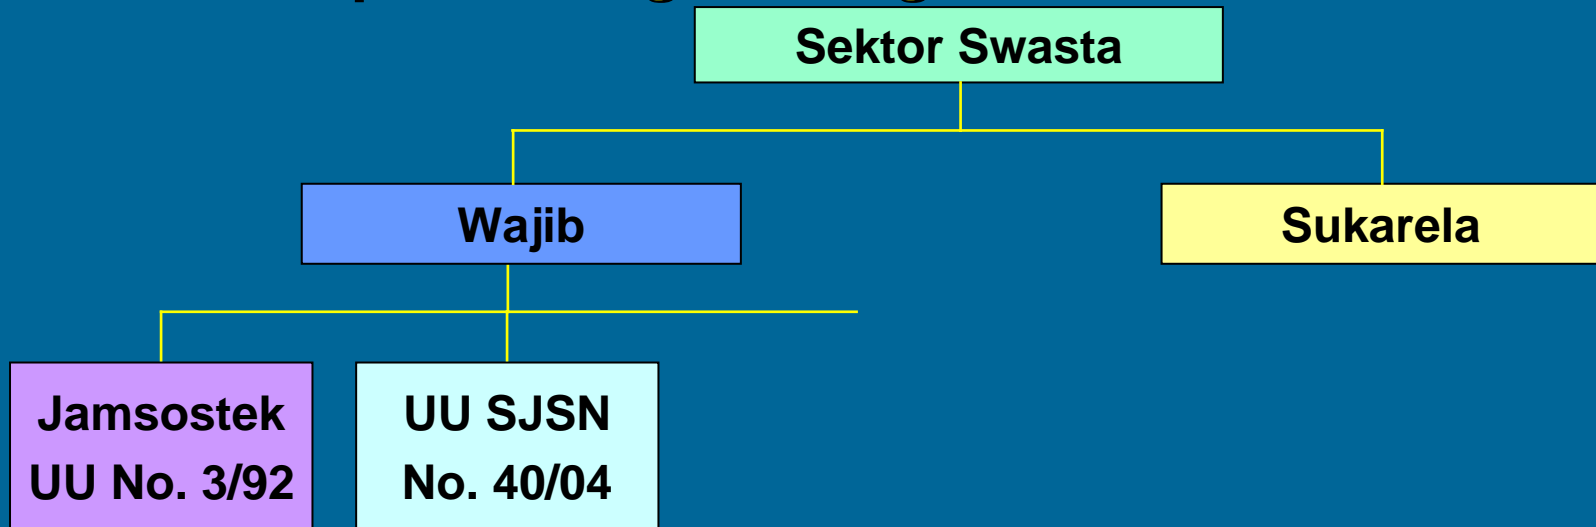 Sektor Swasta
Wajib
Sukarela
Jamsostek
UU No. 3/92
UU SJSN
No. 40/04